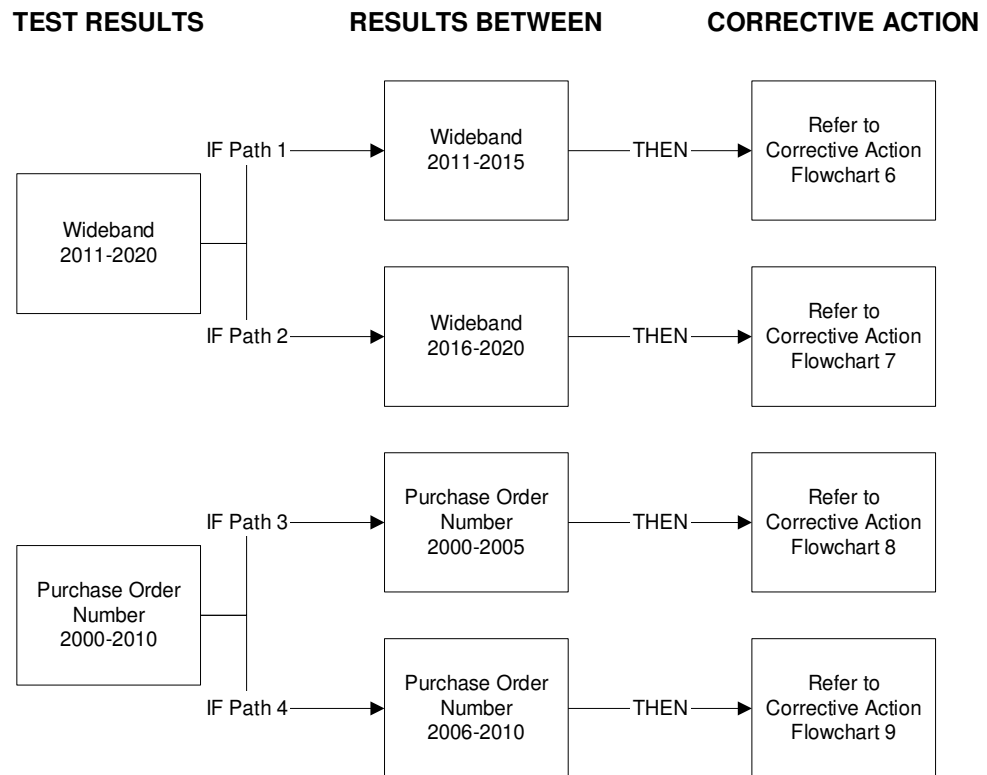 TEST RESULTS
RESULTS BETWEEN
CORRECTIVE ACTION
Wideband
2011-2020
IF Path 1
Wideband
2011-2015
THEN
Refer to
Corrective Action
Flowchart 6
IF Path 2
Wideband
2016-2020
THEN
Refer to
Corrective Action
Flowchart 7
Purchase Order
Number
2000-2010
IF Path 3
Purchase Order
Number
2000-2005
THEN
Refer to
Corrective Action
Flowchart 8
IF Path 4
Purchase Order
Number
2006-2010
THEN
Refer to
Corrective Action
Flowchart 9